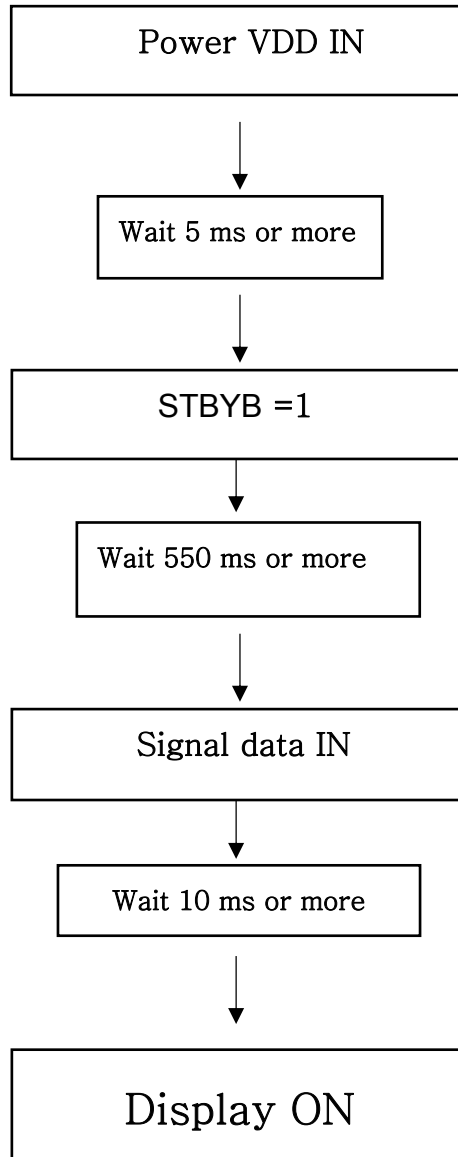 Power VDD IN
Wait 5 ms or more
STBYB =1
Wait 550 ms or more
Signal data IN
Wait 10 ms or more
Display ON